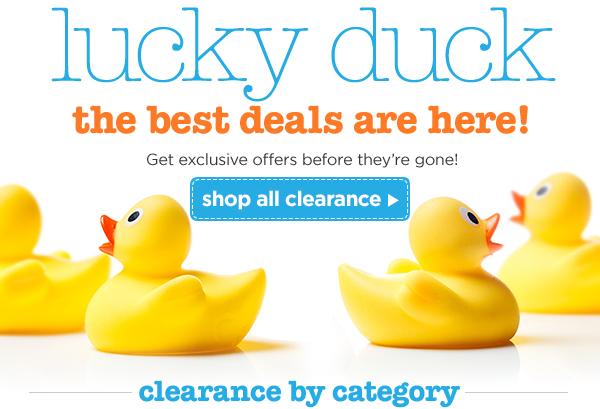 lucky duck
the best deals are here!
Get exclusive offers before they're gone!
shop all clearance ▶
clearance by category